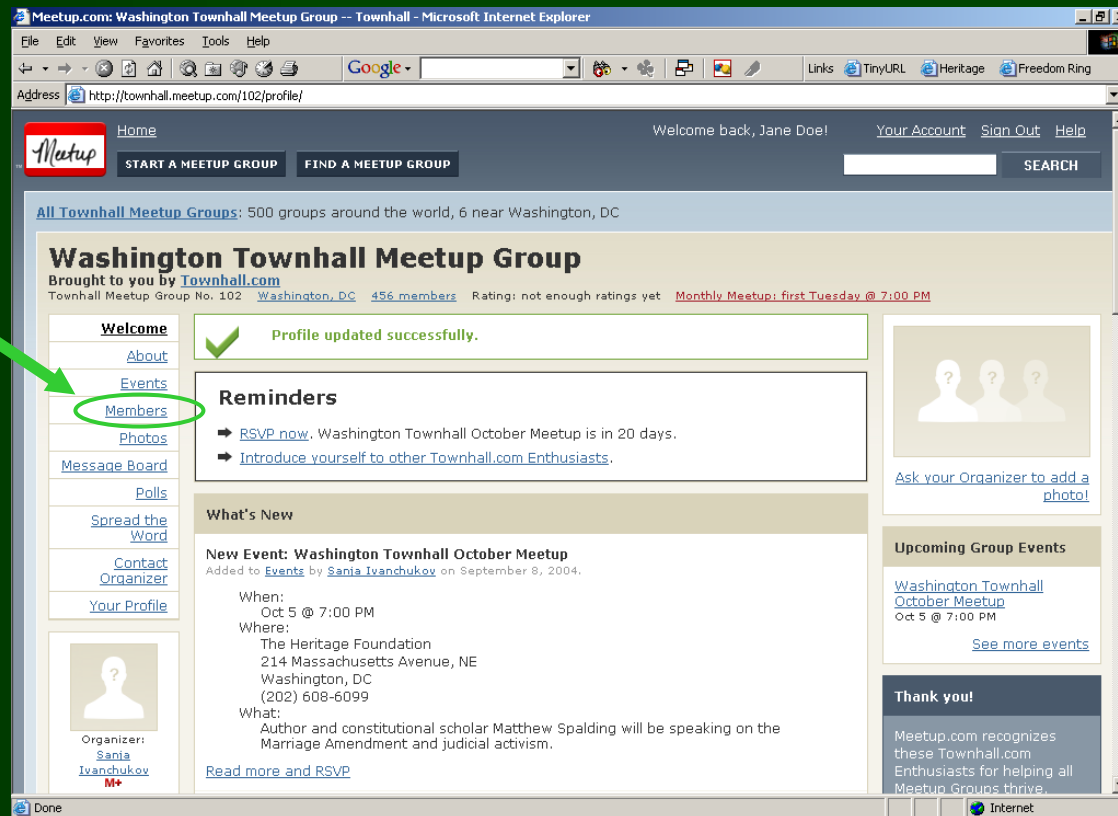 Meetup.com: Washington Townhall Meetup Group -- Townhall - Microsoft Internet Explorer
File Edit View Favorites Tools Help
Google Links TinyURL Heritage Freedom Ring
Address http://townhall.meetup.com/102/profile/
Meetup
Home Welcome back, Jane Doe! Your Account Sign Out Help
START A MEETUP GROUP FIND A MEETUP GROUP SEARCH
All Townhall Meetup Groups: 500 groups around the world, 6 near Washington, DC
Washington Townhall Meetup Group
Brought to you by Townhall.com
Townhall Meetup Group No. 102 Washington, DC 456 members Rating: not enough ratings yet Monthly Meetup: first Tuesday @ 7:00 PM
Welcome
About
Events
Members
Photos
Message Board
Polls
Spread the
Word
Contact
Organizer
Your Profile
?
Organizer:
Sanja
Ivanchukov
M+
Profile updated successfully.
Reminders
RSVP now. Washington Townhall October Meetup is in 20 days.
Introduce yourself to other Townhall.com Enthusiasts.
What's New
New Event: Washington Townhall October Meetup
Added to Events by Sanja Ivanchukov on September 8, 2004.
When:
Oct 5 @ 7:00 PM
Where:
The Heritage Foundation
214 Massachusetts Avenue, NE
Washington, DC
(202) 608-6099
What:
Author and constitutional scholar Matthew Spalding will be speaking on the
Marriage Amendment and judicial activism.
Read more and RSVP
? ? ?
Ask your Organizer to add a
photo!
Upcoming Group Events
Washington Townhall
October Meetup
Oct 5 @ 7:00 PM
See more events
Thank you!
Meetup.com recognizes
these Townhall.com
Enthusiasts for helping all
Meetup Groups thrive.
Done Internet